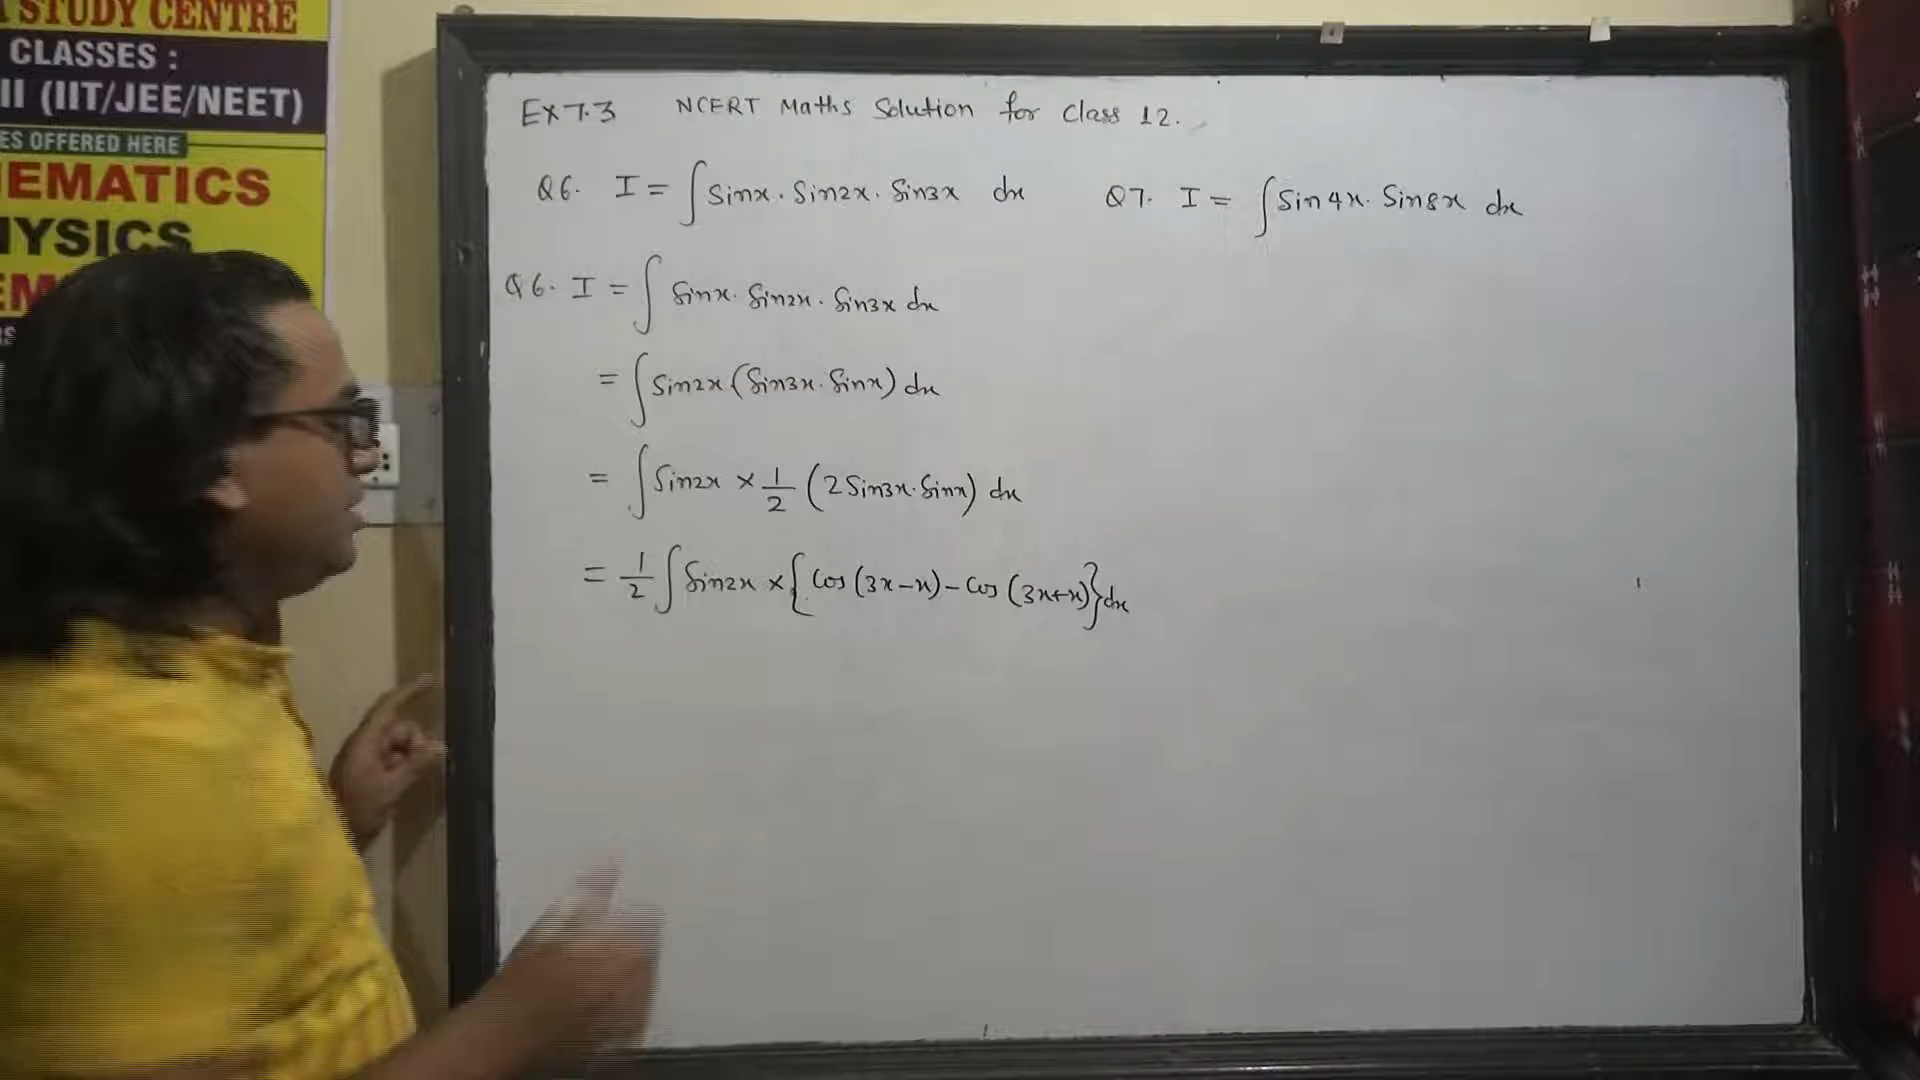 STUDY CENTRE
CLASSES :
II (IIT/JEE/NEET)
ES OFFERED HERE
EMATICS
YSICS
EM
Ex 7.3 NCERT Maths Solution for Class 12.
Q6. I = ∫ Sinx . Sin2x . Sin3x dx
Q7. I = ∫ Sin4x . Sin8x dx
Q6. I = ∫ Sinx . Sin2x . Sin3x dx
= ∫ Sin2x (Sin3x . Sinx) dx
= ∫ Sin2x × 1/2 (2 Sin3x . Sinx) dx
= 1/2 ∫ Sin2x × { Cos (3x-x) - Cos (3x+x)} dx